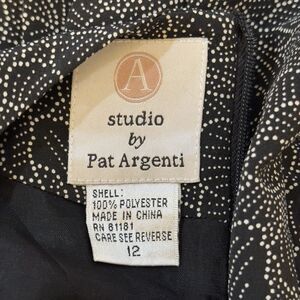 A
studio
by
Pat Argenti
SHELL:
100% POLYESTER
MADE IN CHINA
RN 81181
CARE SEE REVERSE
12